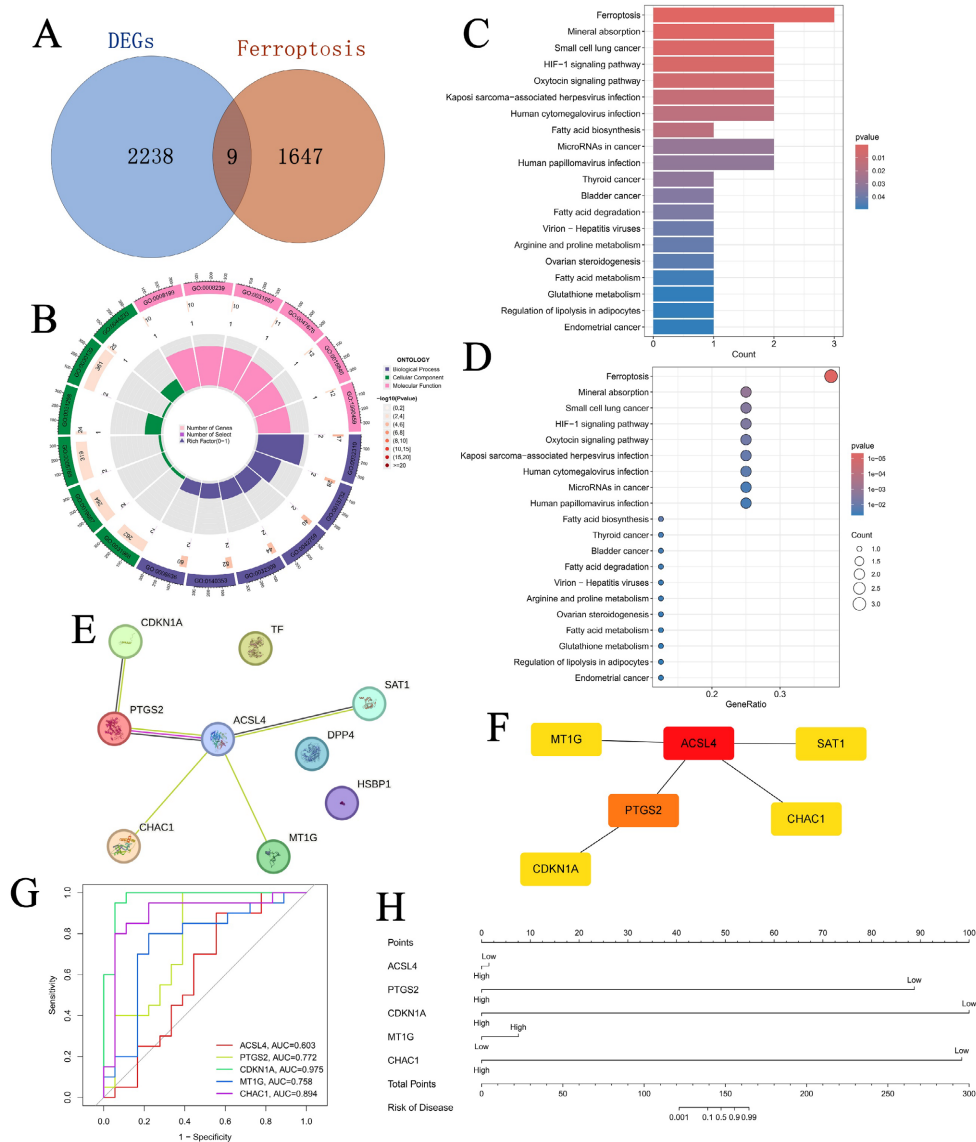 A
DEGs
Ferroptosis
2238
9
1647
C
Ferroptosis
Mineral absorption
Small cell lung cancer
HIF−1 signaling pathway
Oxytocin signaling pathway
Kaposi sarcoma−associated herpesvirus infection
Human cytomegalovirus infection
Fatty acid biosynthesis
MicroRNAs in cancer
Human papillomavirus infection
Thyroid cancer
Bladder cancer
Fatty acid degradation
Virion − Hepatitis viruses
Arginine and proline metabolism
Ovarian steroidogenesis
Fatty acid metabolism
Glutathione metabolism
Regulation of lipolysis in adipocytes
Endometrial cancer
0 1 2 3
Count
pvalue
0.01
0.02
0.03
0.04
B
ONTOLOGY
Biological Process
Cellular Component
Molecular Function
−log10(Pvalue)
(0,2]
(2,4]
(4,6]
(6,8]
(8,10]
(10,15]
(15,20]
>=20
Number of Genes
Number of Select
Rich Factor(0−1)
D
Ferroptosis
Mineral absorption
Small cell lung cancer
HIF−1 signaling pathway
Oxytocin signaling pathway
Kaposi sarcoma−associated herpesvirus infection
Human cytomegalovirus infection
MicroRNAs in cancer
Human papillomavirus infection
Fatty acid biosynthesis
Thyroid cancer
Bladder cancer
Fatty acid degradation
Virion − Hepatitis viruses
Arginine and proline metabolism
Ovarian steroidogenesis
Fatty acid metabolism
Glutathione metabolism
Regulation of lipolysis in adipocytes
Endometrial cancer
0.2 0.3
GeneRatio
pvalue
1e−05
1e−04
1e−03
1e−02
Count
1.0
1.5
2.0
2.5
3.0
E
CDKN1A
TF
SAT1
PTGS2
ACSL4
DPP4
HSBP1
CHAC1
MT1G
F
MT1G
ACSL4
SAT1
PTGS2
CHAC1
CDKN1A
G
Sensitivity
0.0 0.2 0.4 0.6 0.8 1.0
ACSL4, AUC=0.603
PTGS2, AUC=0.772
CDKN1A, AUC=0.975
MT1G, AUC=0.758
CHAC1, AUC=0.894
0.0 0.2 0.4 0.6 0.8 1.0
1 − Specificity
H
0 10 20 30 40 50 60 70 80 90 100
Points
Low
ACSL4
High
Low
PTGS2
High
Low
CDKN1A
High
High
MT1G
Low
Low
CHAC1
High
Total Points
0 50 100 150 200 250 300
Risk of Disease
0.001 0.1 0.5 0.9 0.99